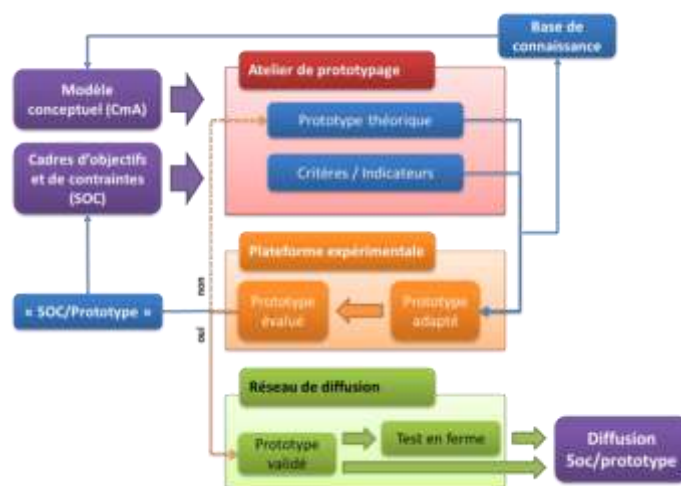 Base de
connaissance
Atelier de prototypage
Modèle
conceptuel (CmA)
Prototype théorique
Cadres d'objectifs
et de contraintes
(SOC)
Critères / Indicateurs
Plateforme expérimentale
non
« SOC/Prototype »
Prototype
évalué
Prototype
adapté
oui
Réseau de diffusion
Prototype
validé
Test en ferme
Diffusion
Soc/prototype